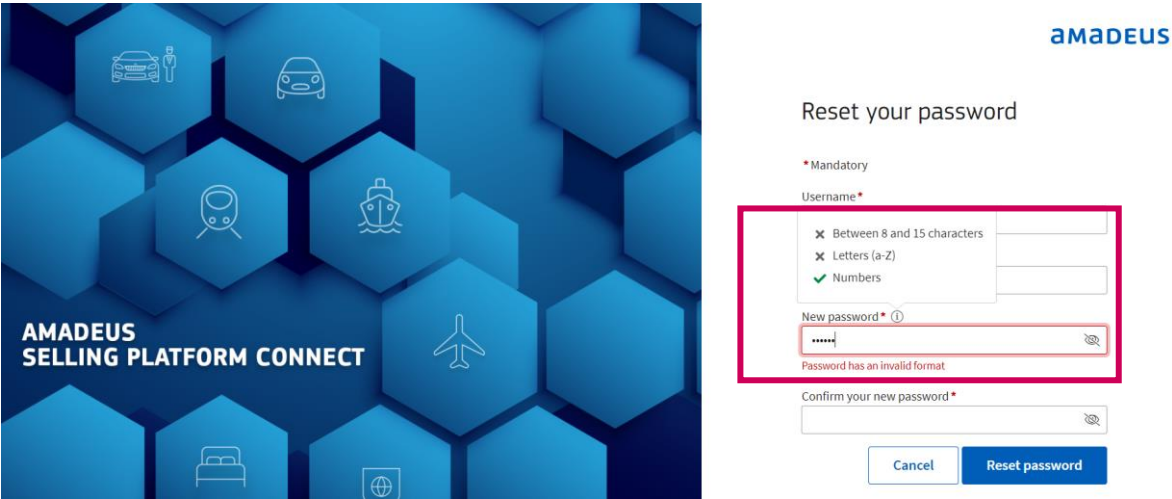 AMADEUS
SELLING PLATFORM CONNECT
amadeus
Reset your password
*Mandatory
Username*
Between 8 and 15 characters
Letters (a-Z)
Numbers
New password*
••••••
Password has an invalid format
Confirm your new password*
Cancel
Reset password